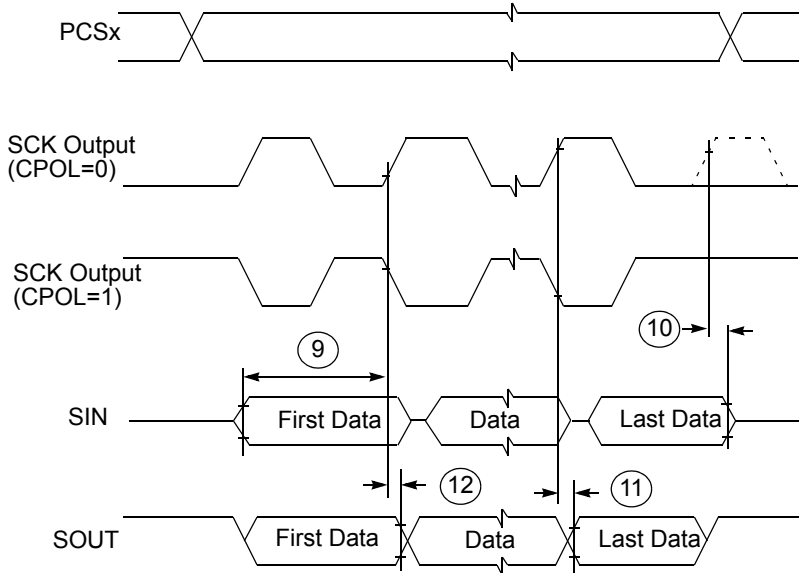 PCSx
SCK Output
(CPOL=0)
SCK Output
(CPOL=1)
10
9
SIN
First Data
Data
Last Data
12
11
SOUT
First Data
Data
Last Data